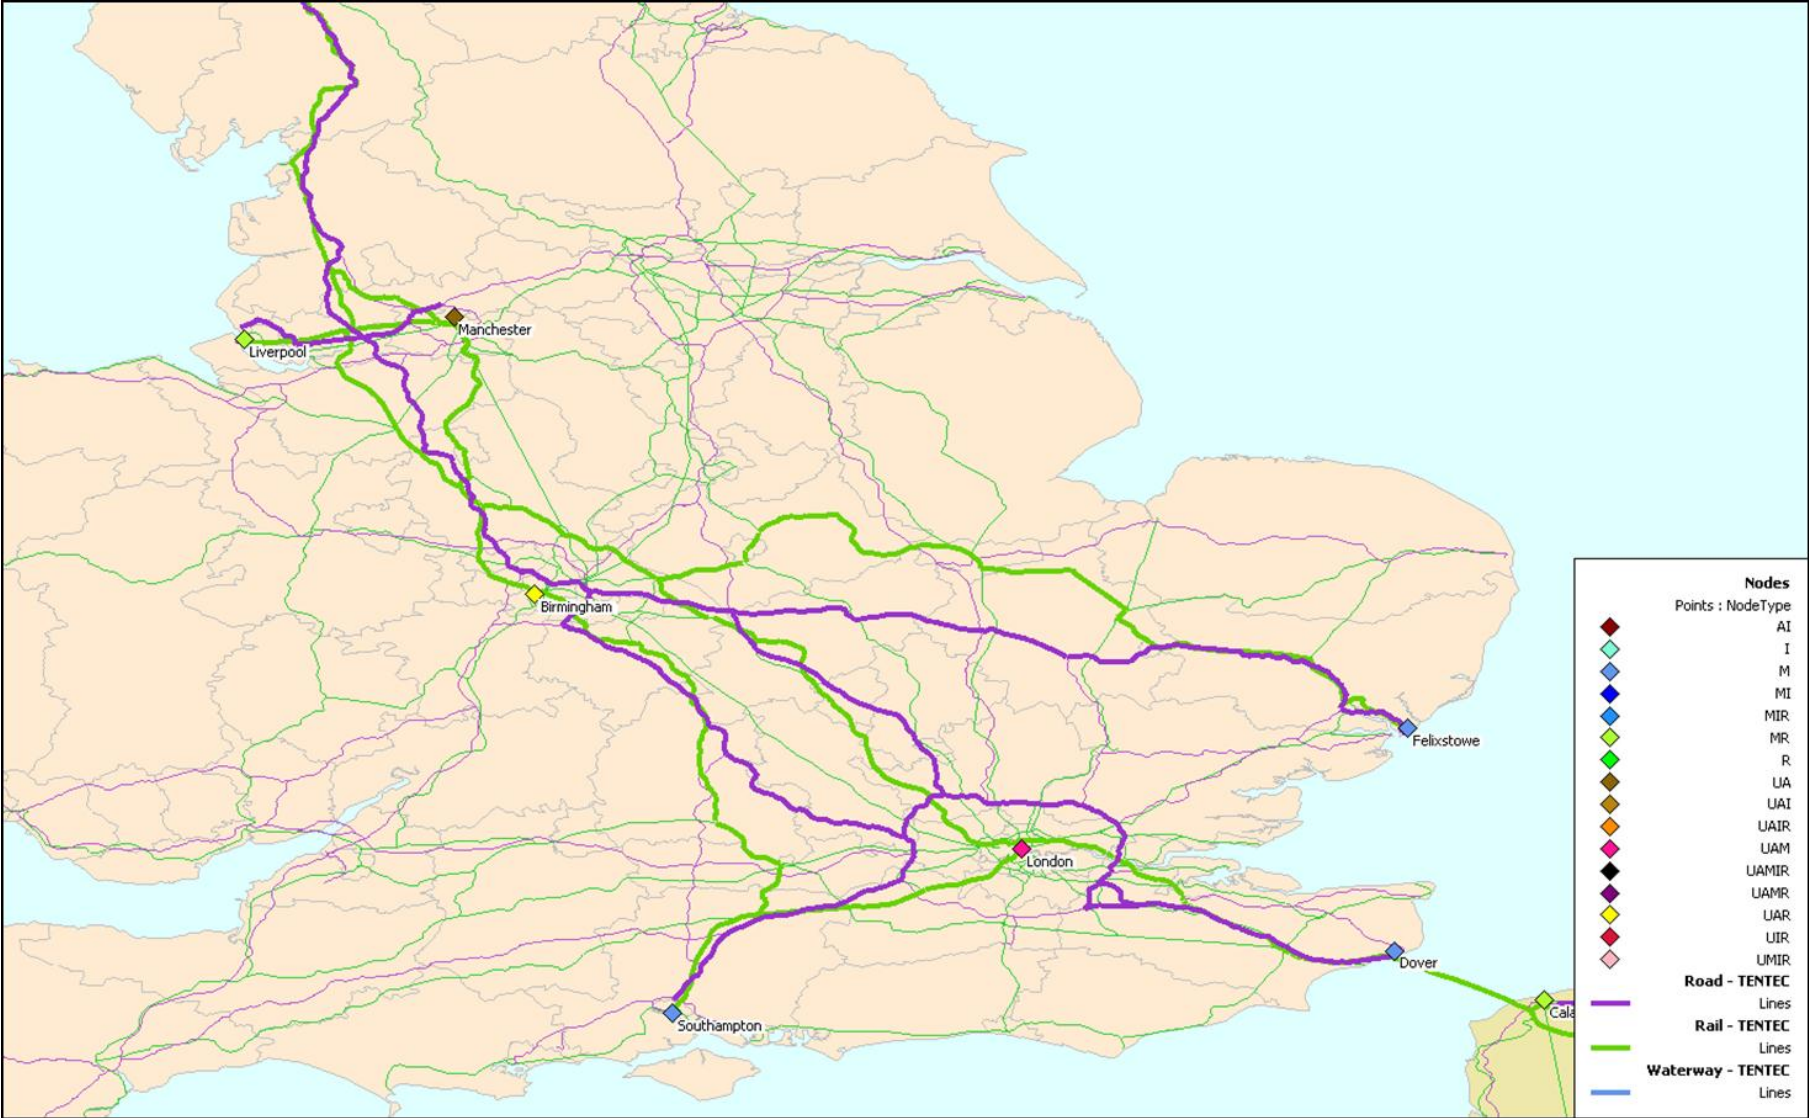 Manchester
Liverpool
Birmingham
Felixstowe
London
Dover
Southampton
Cala
Nodes
Points : NodeType
AI
I
M
MI
MIR
MR
R
UA
UAI
UAIR
UAM
UAMIR
UAMR
UAR
UIR
UMIR
Road - TENTEC
Lines
Rail - TENTEC
Lines
Waterway - TENTEC
Lines